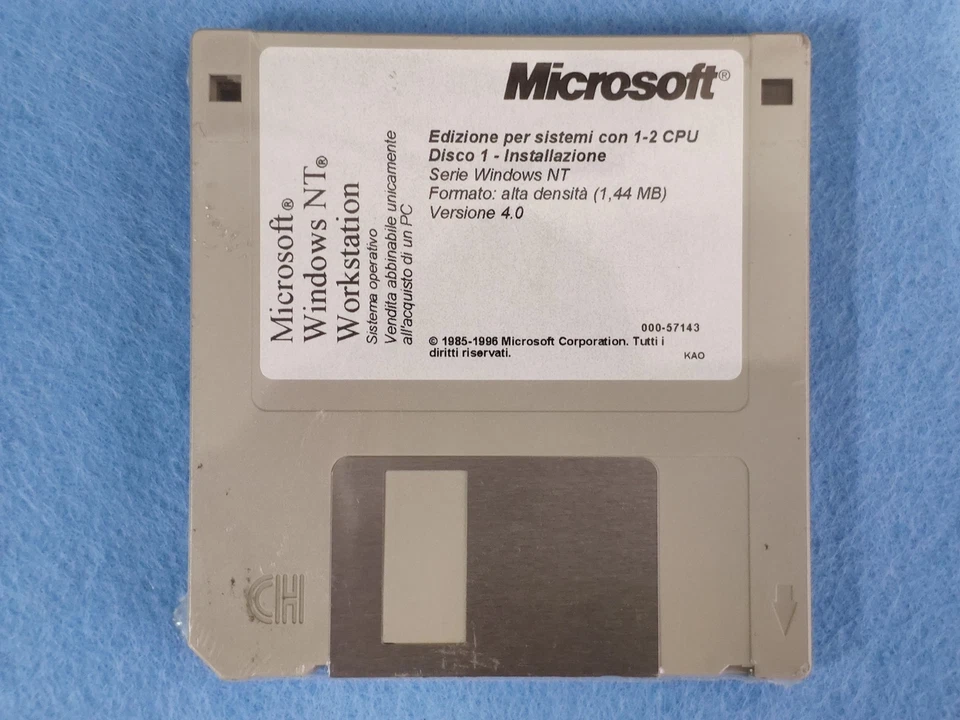 Microsoft®
Windows NT®
Workstation
Sistema operativo
Vendita abbinabile unicamente
all'acquisto di un PC
Microsoft®
Edizione per sistemi con 1-2 CPU
Disco 1 - Installazione
Serie Windows NT
Formato: alta densità (1,44 MB)
Versione 4.0
000-57143
© 1985-1996 Microsoft Corporation. Tutti i
diritti riservati.
KAO